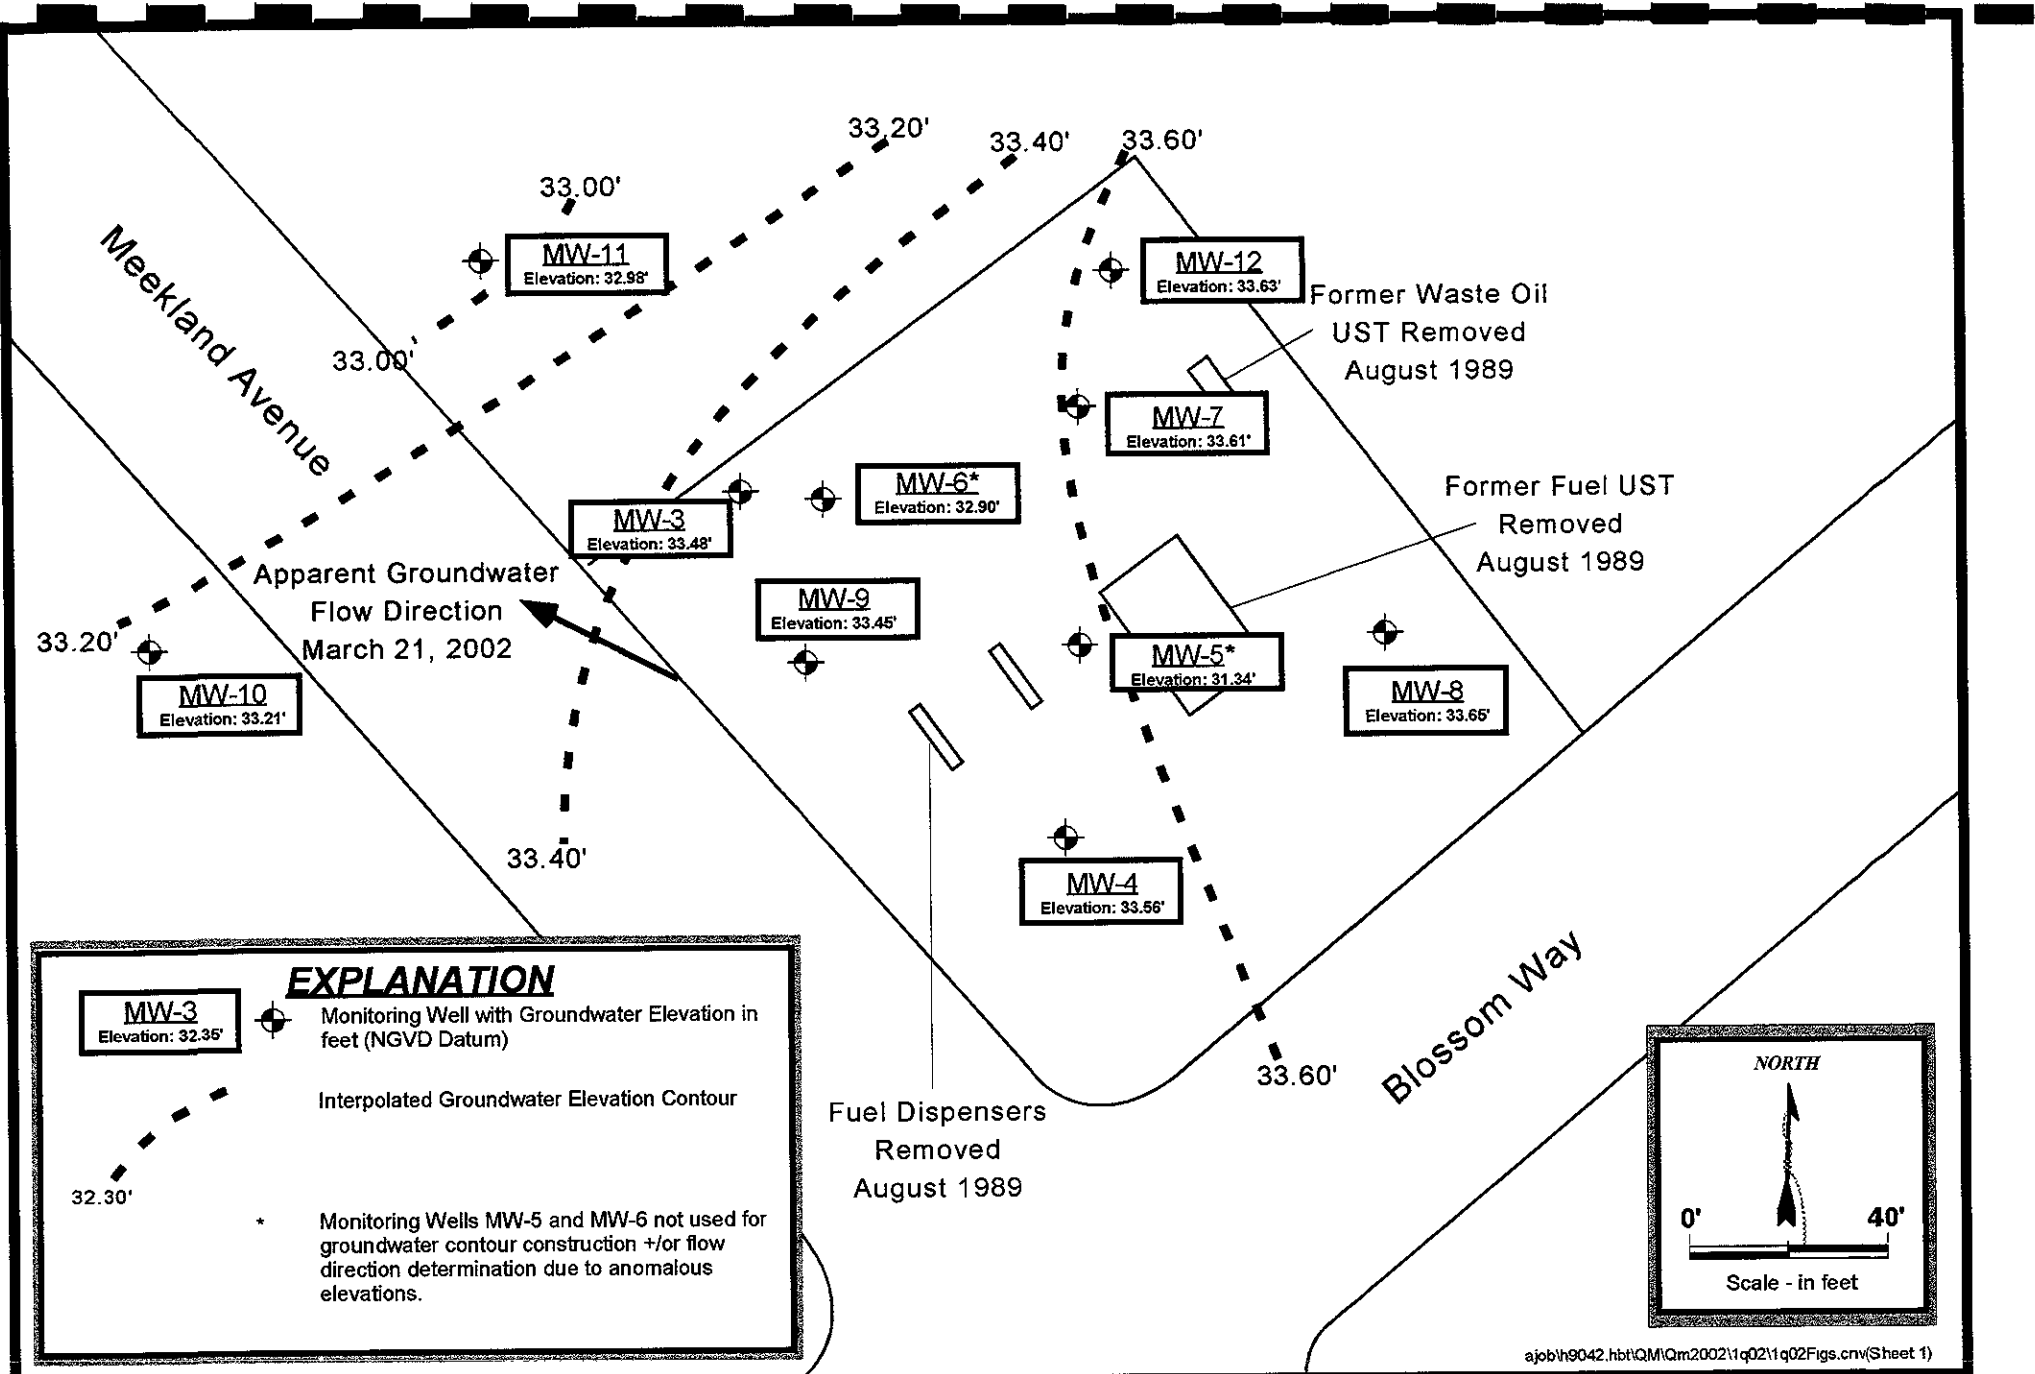 33.20'
33.40'
33.60'
33.00'
MW-11
Elevation: 32.98'
MW-12
Elevation: 33.63'
Meekland Avenue
Former Waste Oil
UST Removed
August 1989
33.00'
MW-7
Elevation: 33.61'
MW-6*
Elevation: 32.90'
Former Fuel UST
Removed
August 1989
MW-3
Elevation: 33.48'
Apparent Groundwater
Flow Direction
March 21, 2002
MW-9
Elevation: 33.45'
33.20'
MW-10
Elevation: 33.21'
MW-5*
Elevation: 31.34'
MW-8
Elevation: 33.65'
33.40'
MW-4
Elevation: 33.56'
Blossom Way
33.60'
Fuel Dispensers
Removed
August 1989
EXPLANATION
MW-3
Elevation: 32.35'
Monitoring Well with Groundwater Elevation in
feet (NGVD Datum)
Interpolated Groundwater Elevation Contour
32.30'
* Monitoring Wells MW-5 and MW-6 not used for
groundwater contour construction +/or flow
direction determination due to anomalous
elevations.
NORTH
0' 40'
Scale - in feet
ajob\h9042.hbt\QM\Qm2002\1q02\1q02Figs.cnv(Sheet 1)